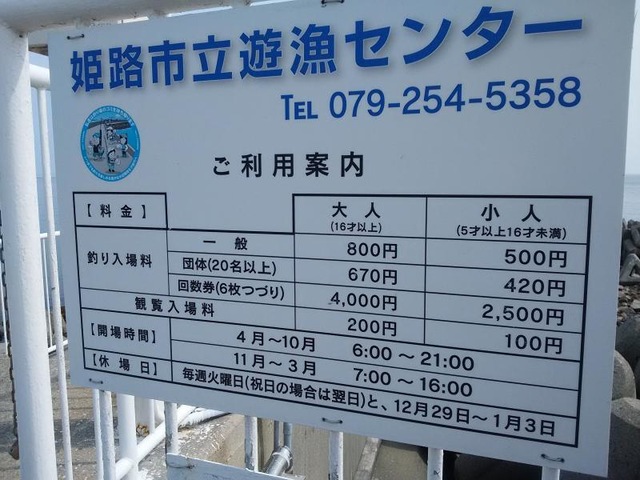 姫路市立遊漁センター
TEL 079-254-5358
ご利用案内
【料金】 大人 (16才以上) 小人 (5才以上16才未満)
釣り入場料 一般 800円 500円
団体(20名以上) 670円 420円
回数券(6枚つづり) 4,000円 2,500円
観覧入場料 200円 100円
【開場時間】 4月～10月 6:00～21:00
11月～3月 7:00～16:00
【休場日】 毎週火曜日(祝日の場合は翌日)と、12月29日～1月3日